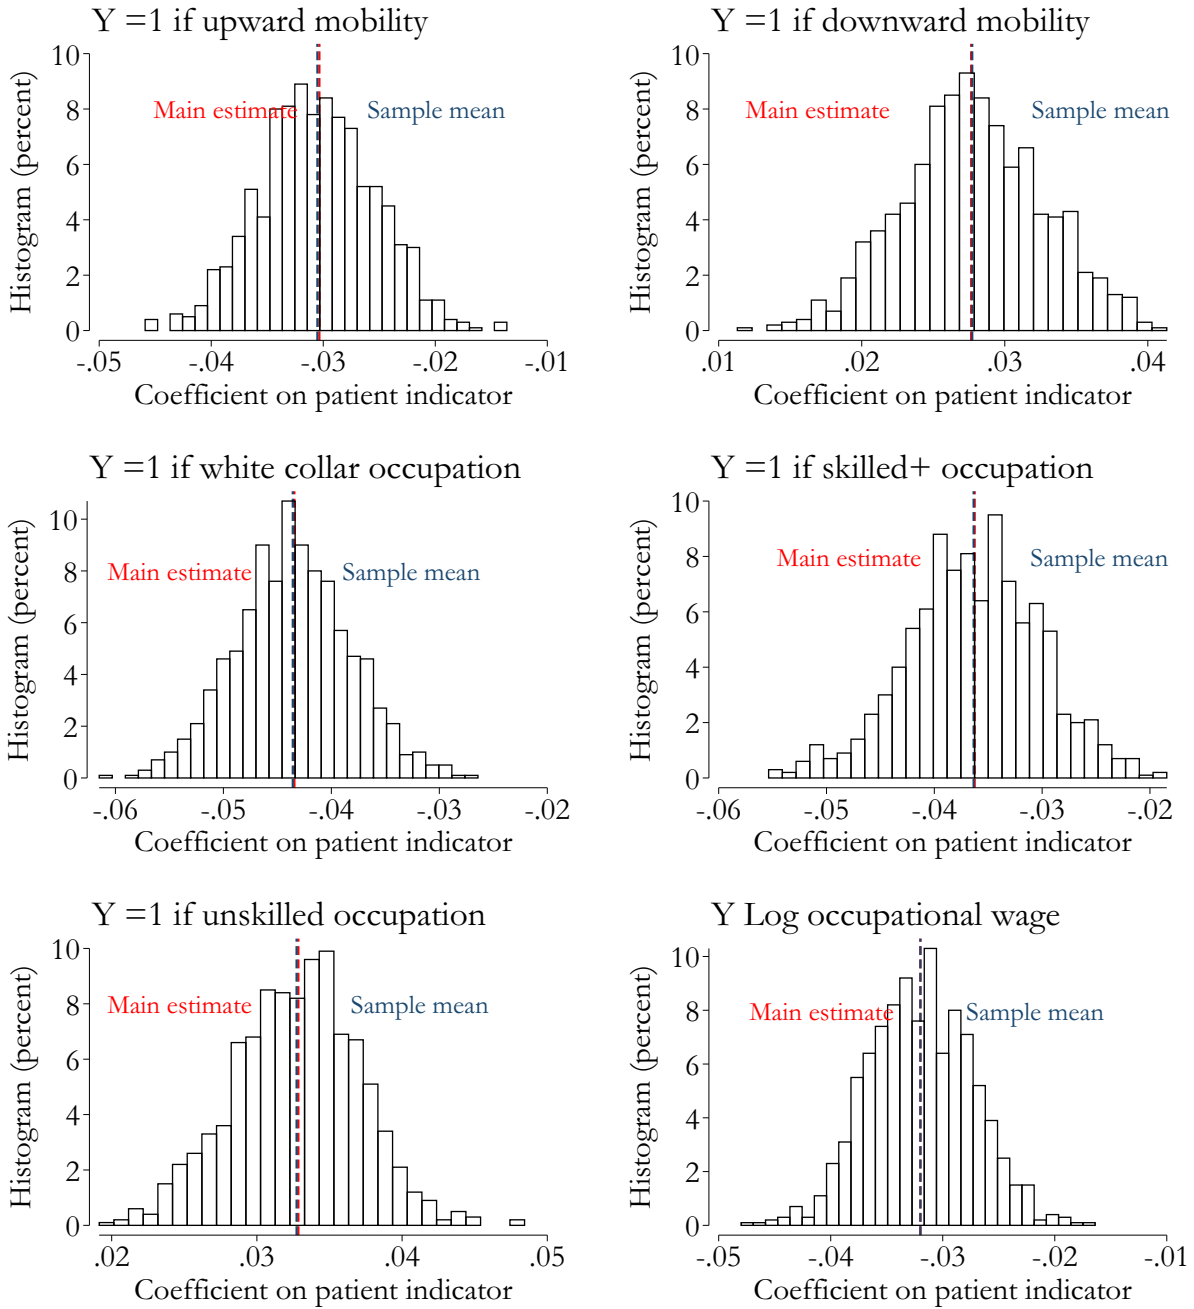 Y =1 if upward mobility
Histogram (percent)
10
8
6
4
2
0
Main estimate
Sample mean
-.05 -.04 -.03 -.02 -.01
Coefficient on patient indicator
Y =1 if downward mobility
Histogram (percent)
10
8
6
4
2
0
Main estimate
Sample mean
.01 .02 .03 .04
Coefficient on patient indicator
Y =1 if white collar occupation
Histogram (percent)
10
8
6
4
2
0
Main estimate
Sample mean
-.06 -.05 -.04 -.03 -.02
Coefficient on patient indicator
Y =1 if skilled+ occupation
Histogram (percent)
10
8
6
4
2
0
Main estimate
Sample mean
-.06 -.05 -.04 -.03 -.02
Coefficient on patient indicator
Y =1 if unskilled occupation
Histogram (percent)
10
8
6
4
2
0
Main estimate
Sample mean
.02 .03 .04 .05
Coefficient on patient indicator
Y Log occupational wage
Histogram (percent)
10
8
6
4
2
0
Main estimate
Sample mean
-.05 -.04 -.03 -.02 -.01
Coefficient on patient indicator